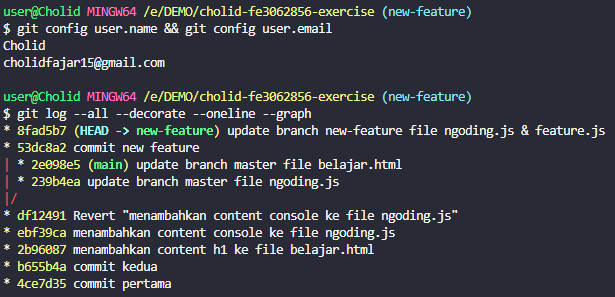 user@Cholid MINGW64 /e/DEMO/cholid-fe3062856-exercise (new-feature)
$ git config user.name && git config user.email
Cholid
cholidfajar15@gmail.com

user@Cholid MINGW64 /e/DEMO/cholid-fe3062856-exercise (new-feature)
$ git log --all --decorate --oneline --graph
* 8fad5b7 (HEAD -> new-feature) update branch new-feature file ngoding.js & feature.js
* 53dc8a2 commit new feature
| * 2e098e5 (main) update branch master file belajar.html
| * 239b4ea update branch master file ngoding.js
|/
* df12491 Revert "menambahkan content console ke file ngoding.js"
* ebf39ca menambahkan content console ke file ngoding.js
* 2b96087 menambahkan content h1 ke file belajar.html
* b655b4a commit kedua
* 4ce7d35 commit pertama